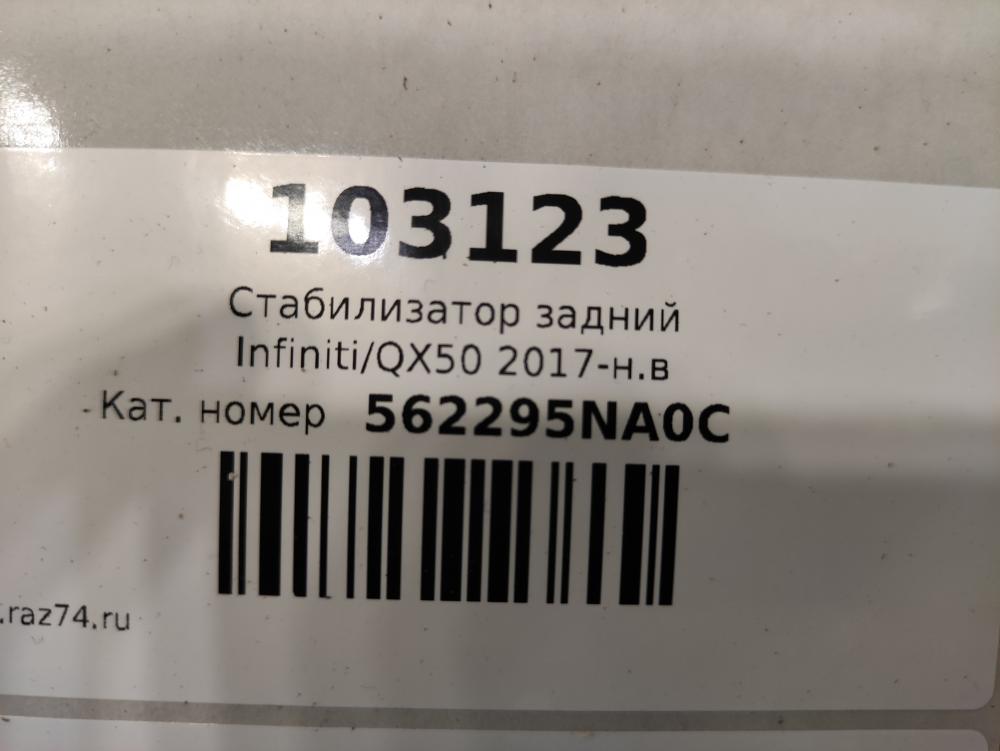 103123
Стабилизатор задний
Infiniti/QX50 2017-н.в
Кат. номер 562295NA0C
.raz74.ru